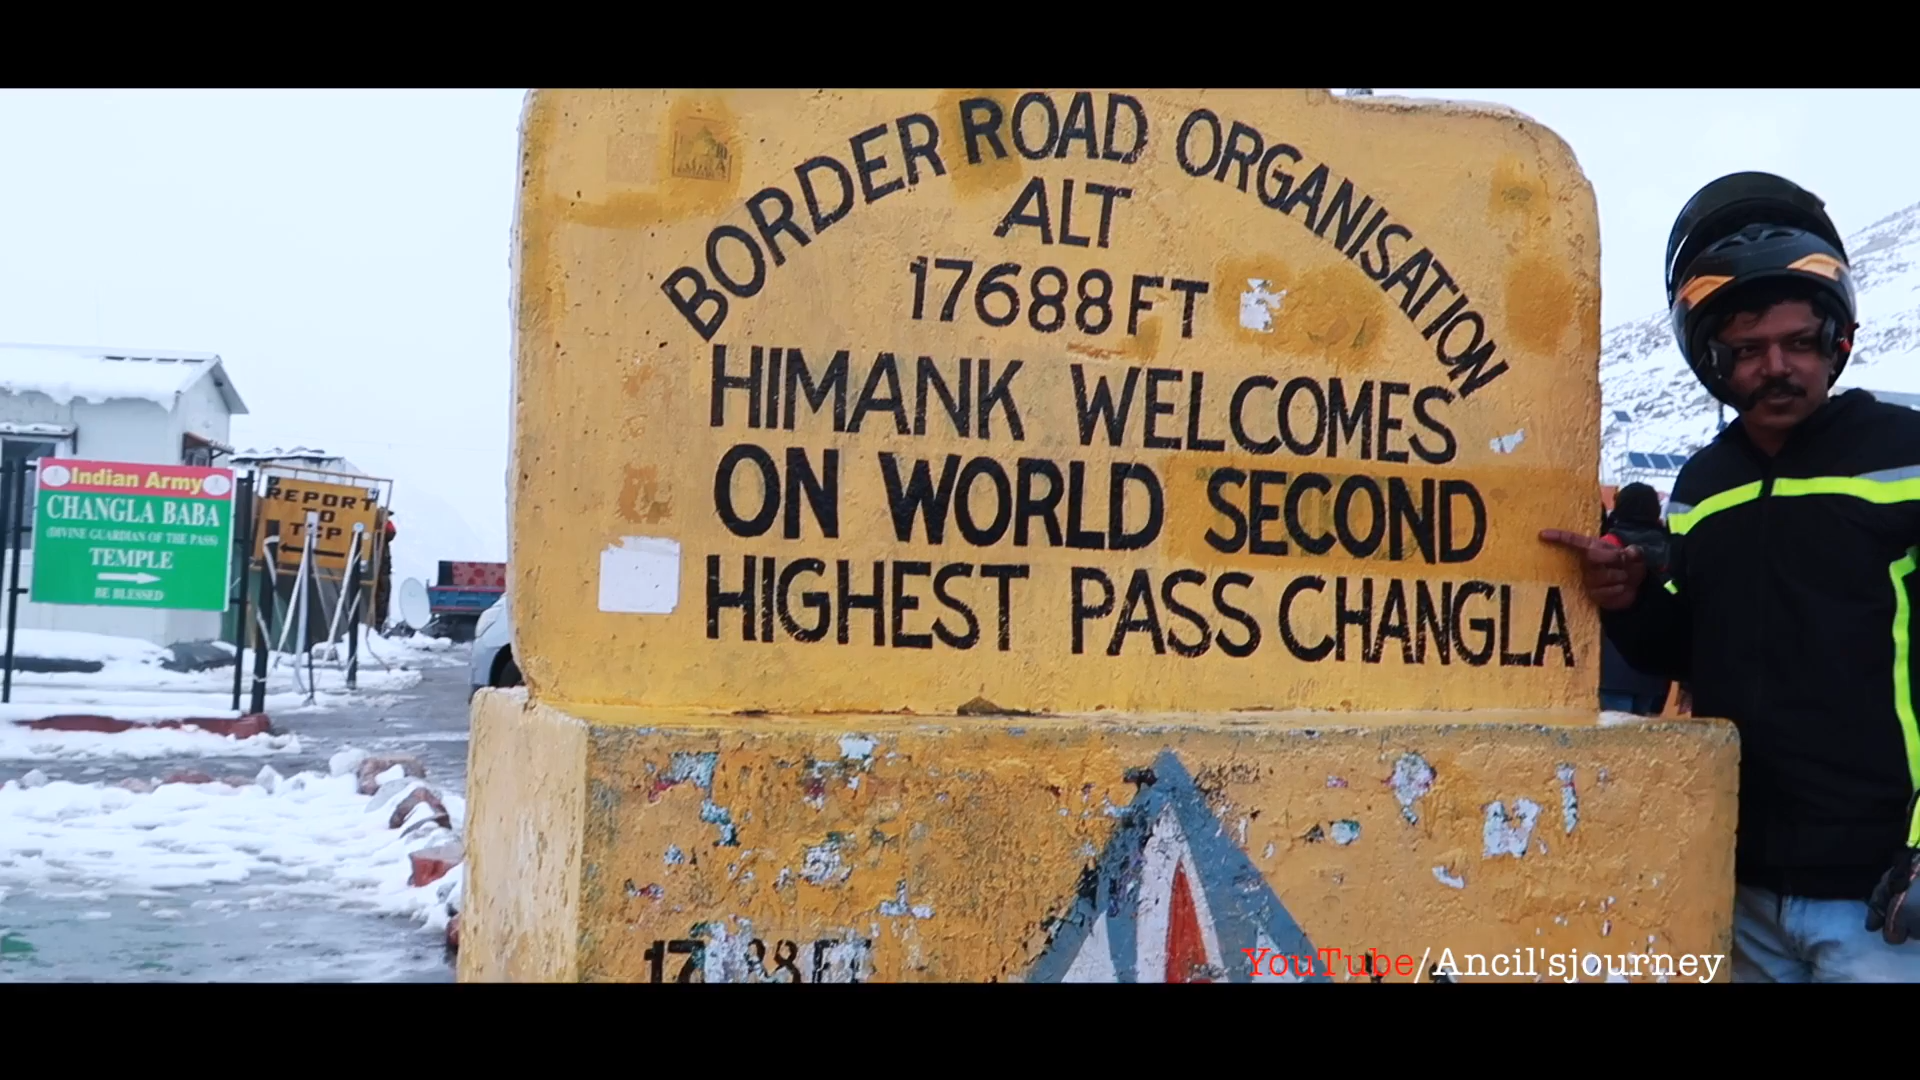 BORDER ROAD ORGANISATION
ALT
17688 FT
HIMANK WELCOMES
ON WORLD SECOND
HIGHEST PASS CHANGLA
Indian Army
CHANGLA BABA
(DIVINE GUARDIAN OF THE PASS)
TEMPLE
BE BLESSED
REPORT
TO
TCP
YouTube/Ancil'sjourney